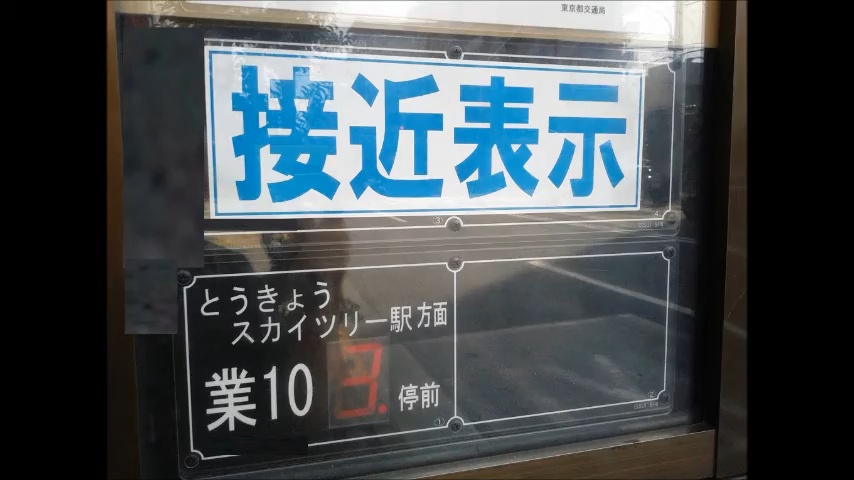 東京都交通局
接近表示
とうきょう
スカイツリー駅方面
業10 3. 停前